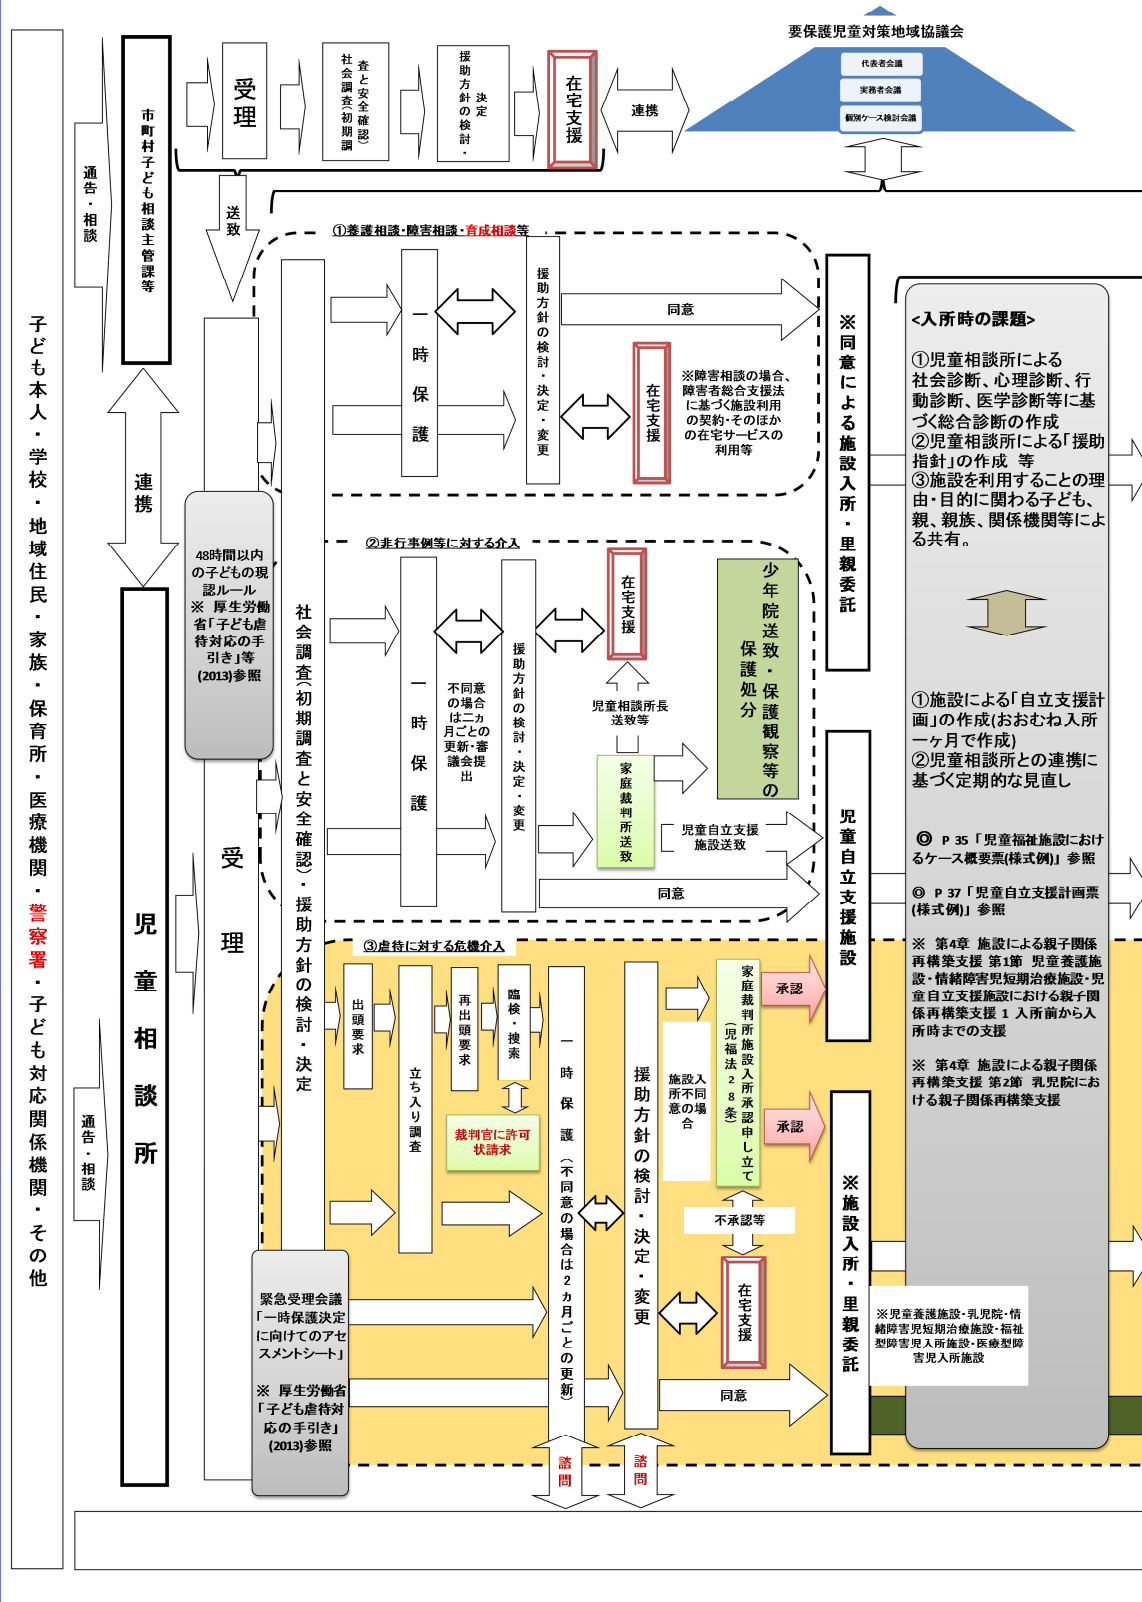 要保護児童対策地域協議会
代表者会議
実務者会議
個別ケース検討会議
子ども本人・学校・地域住民・家族・保育所・医療機関・警察署・子ども対応関係機関・その他
通告・相談
市町村子ども相談主管課等
受理
社会調査(初期調
査と安全確認)
援助方針の検討・
決定
在宅支援
連携
送致
連携
通告・相談
児童相談所
受理
48時間以内
の子どもの現
認ルール
※ 厚生労働
省「子ども虐
待対応の手
引き」等
(2013)参照
緊急受理会議
「一時保護決定
に向けてのアセ
スメントシート」
※ 厚生労働省
「子ども虐待対
応の手引き」
(2013)参照
社会調査(初期調査と安全確認)・援助方針の検討・決定
①養護相談・障害相談・育成相談等
一時保護
援助方針の検討・決定・変更
同意
在宅支援
※障害相談の場合、
障害者総合支援法
に基づく施設利用
の契約・そのほか
の在宅サービスの
利用等
②非行事例等に対する介入
一時保護
不同意
の場合
は二ヵ
月ごとの
更新・審
議会提
出
援助方針の検討・決定・変更
在宅支援
児童相談所長
送致等
家庭裁判所送致
少年院送致・保護観察等の
保護処分
児童自立支援
施設送致
同意
③虐待に対する危機介入
出頭要求
立ち入り調査
再出頭要求
臨検・捜索
裁判官に許可
状請求
一時保護(不同意の場合は2ヵ月ごとの更新)
援助方針の検討・決定・変更
施設入
所不同
意の場
合
家庭裁判所施設入所承認申し立て
(児福法28条)
承認
承認
不承認等
在宅支援
同意
諮問
諮問
※同意による施設入所・里親委託
児童自立支援施設
※施設入所・里親委託
※児童養護施設・乳児院・情
緒障害児短期治療施設・福祉
型障害児入所施設・医療型障
害児入所施設
<入所時の課題>
①児童相談所による
社会診断、心理診断、行
動診断、医学診断等に基
づく総合診断の作成
②児童相談所による「援助
指針」の作成 等
③施設を利用することの理
由・目的に関わる子ども、
親、親族、関係機関等によ
る共有。
①施設による「自立支援計
画」の作成(おおむね入所
一ヶ月で作成)
②児童相談所との連携に
基づく定期的な見直し
◎ P 35「児童福祉施設におけ
るケース概要票(様式例)」参照
◎ P 37「児童自立支援計画票
(様式例)」参照
※ 第4章 施設による親子関係
再構築支援 第1節 児童養護施
設・情緒障害児短期治療施設・児
童自立支援施設における親子関
係再構築支援 1 入所前から入
所時までの支援
※ 第4章 施設による親子関係
再構築支援 第2節 乳児院にお
ける親子関係再構築支援